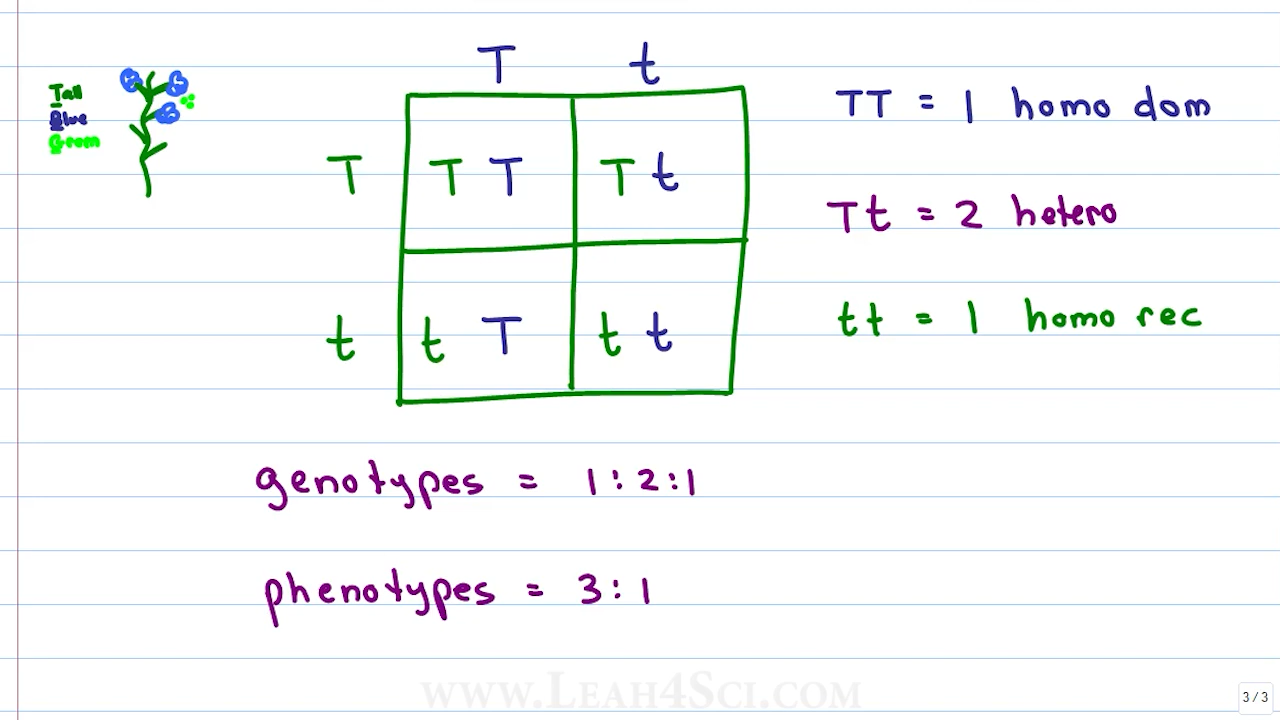 Tall
Blue
Green
T t
T T T T t
t t T t t
TT = 1 homo dom
Tt = 2 hetero
tt = 1 homo rec
genotypes = 1:2:1
phenotypes = 3:1
www.Leah4Sci.com
3/3